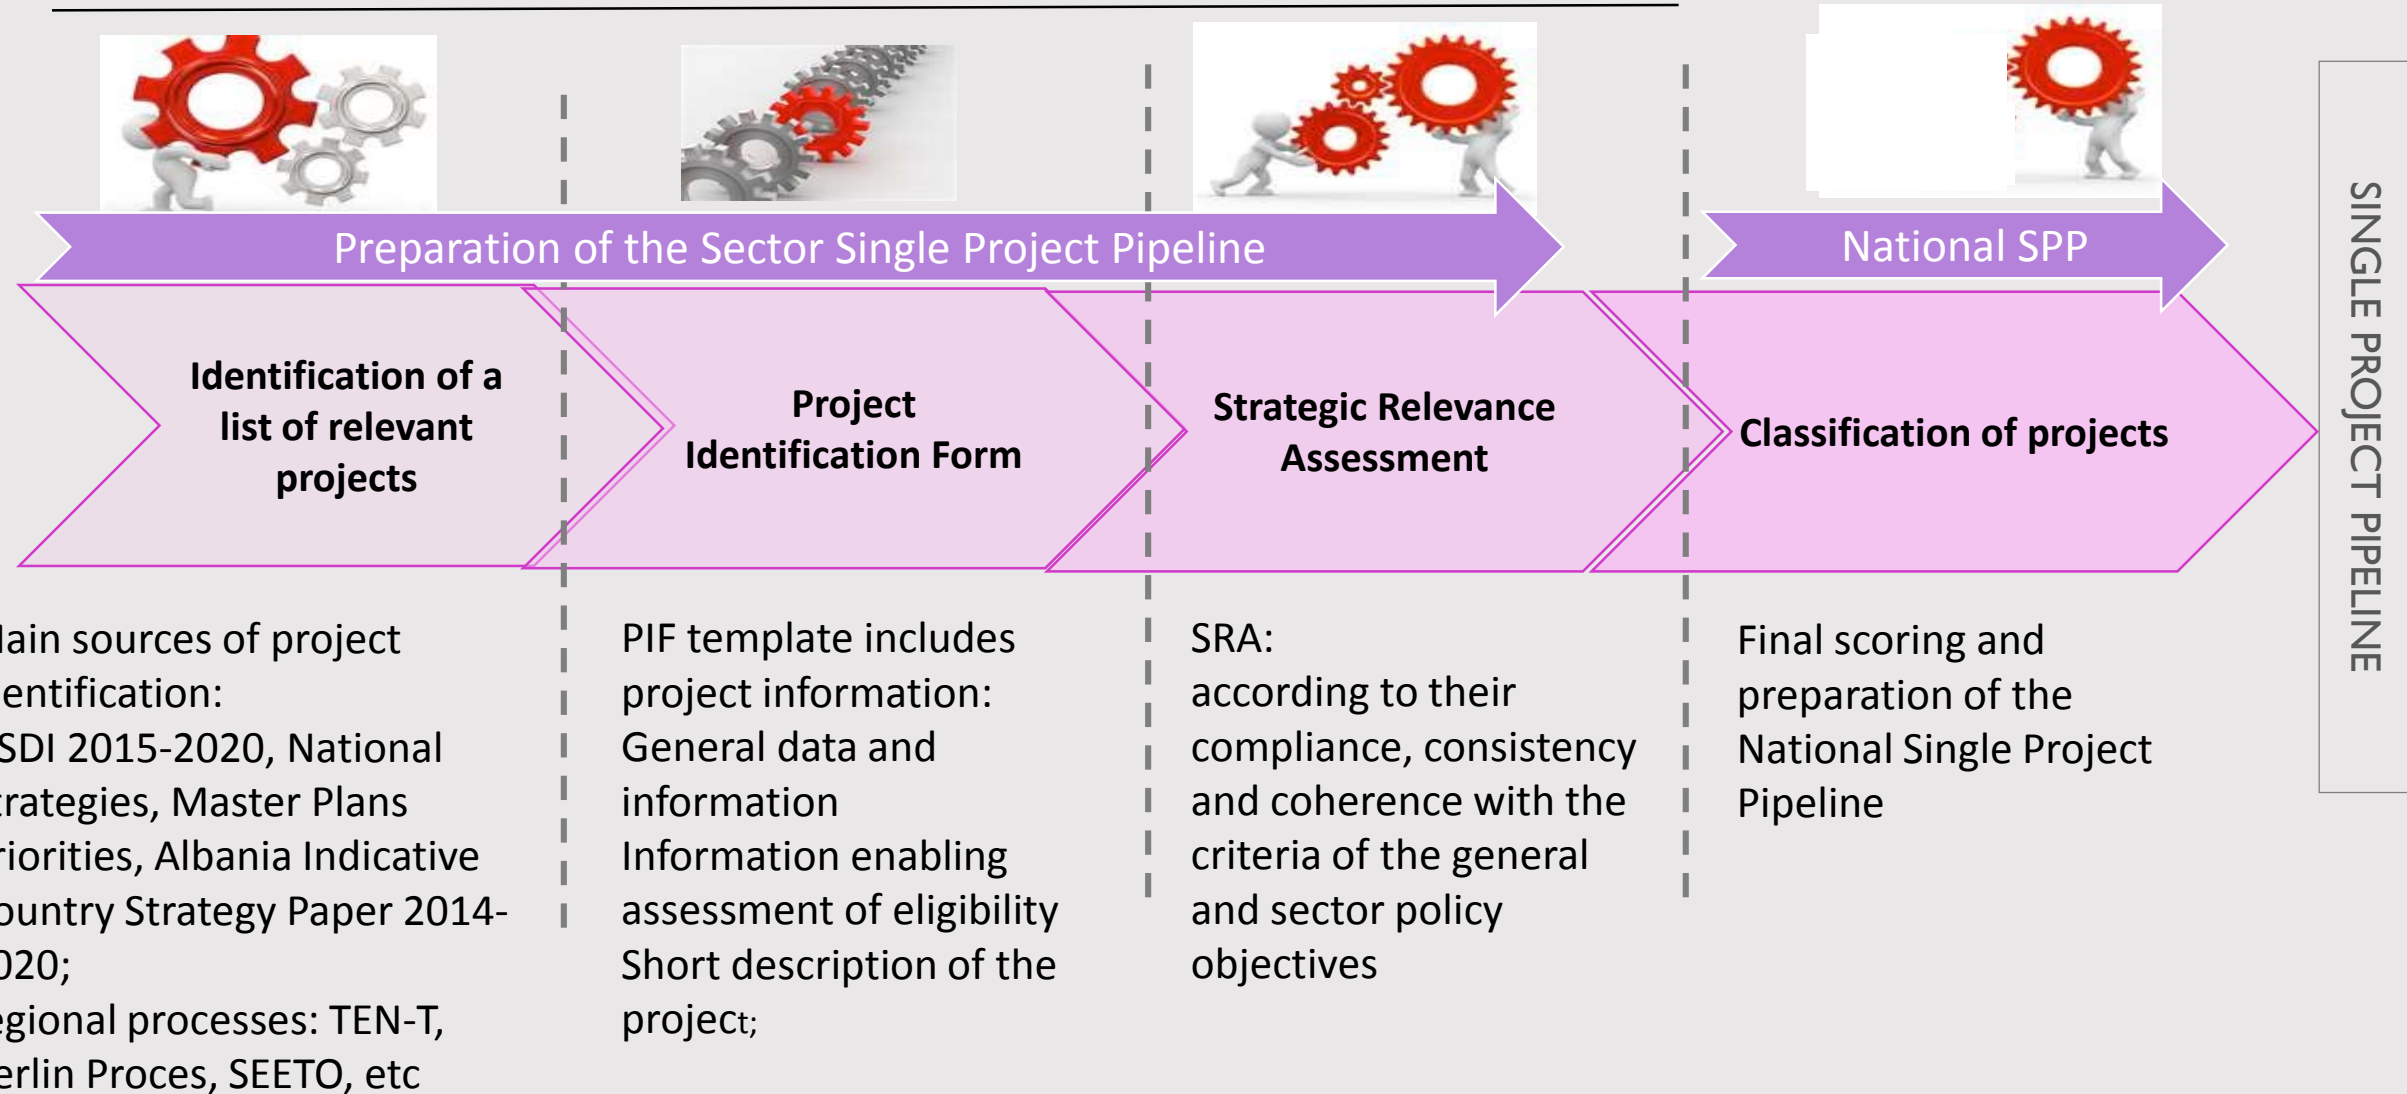 Preparation of the Sector Single Project Pipeline
National SPP
Identification of a
list of relevant
projects
Project
Identification Form
Strategic Relevance
Assessment
Classification of projects
ain sources of project
entification:
SDI 2015-2020, National
trategies, Master Plans
riorities, Albania Indicative
ountry Strategy Paper 2014-
020;
egional processes: TEN-T,
erlin Proces, SEETO, etc
PIF template includes
project information:
General data and
information
Information enabling
assessment of eligibility
Short description of the
project;
SRA:
according to their
compliance, consistency
and coherence with the
criteria of the general
and sector policy
objectives
Final scoring and
preparation of the
National Single Project
Pipeline
SINGLE PROJECT PIPELINE